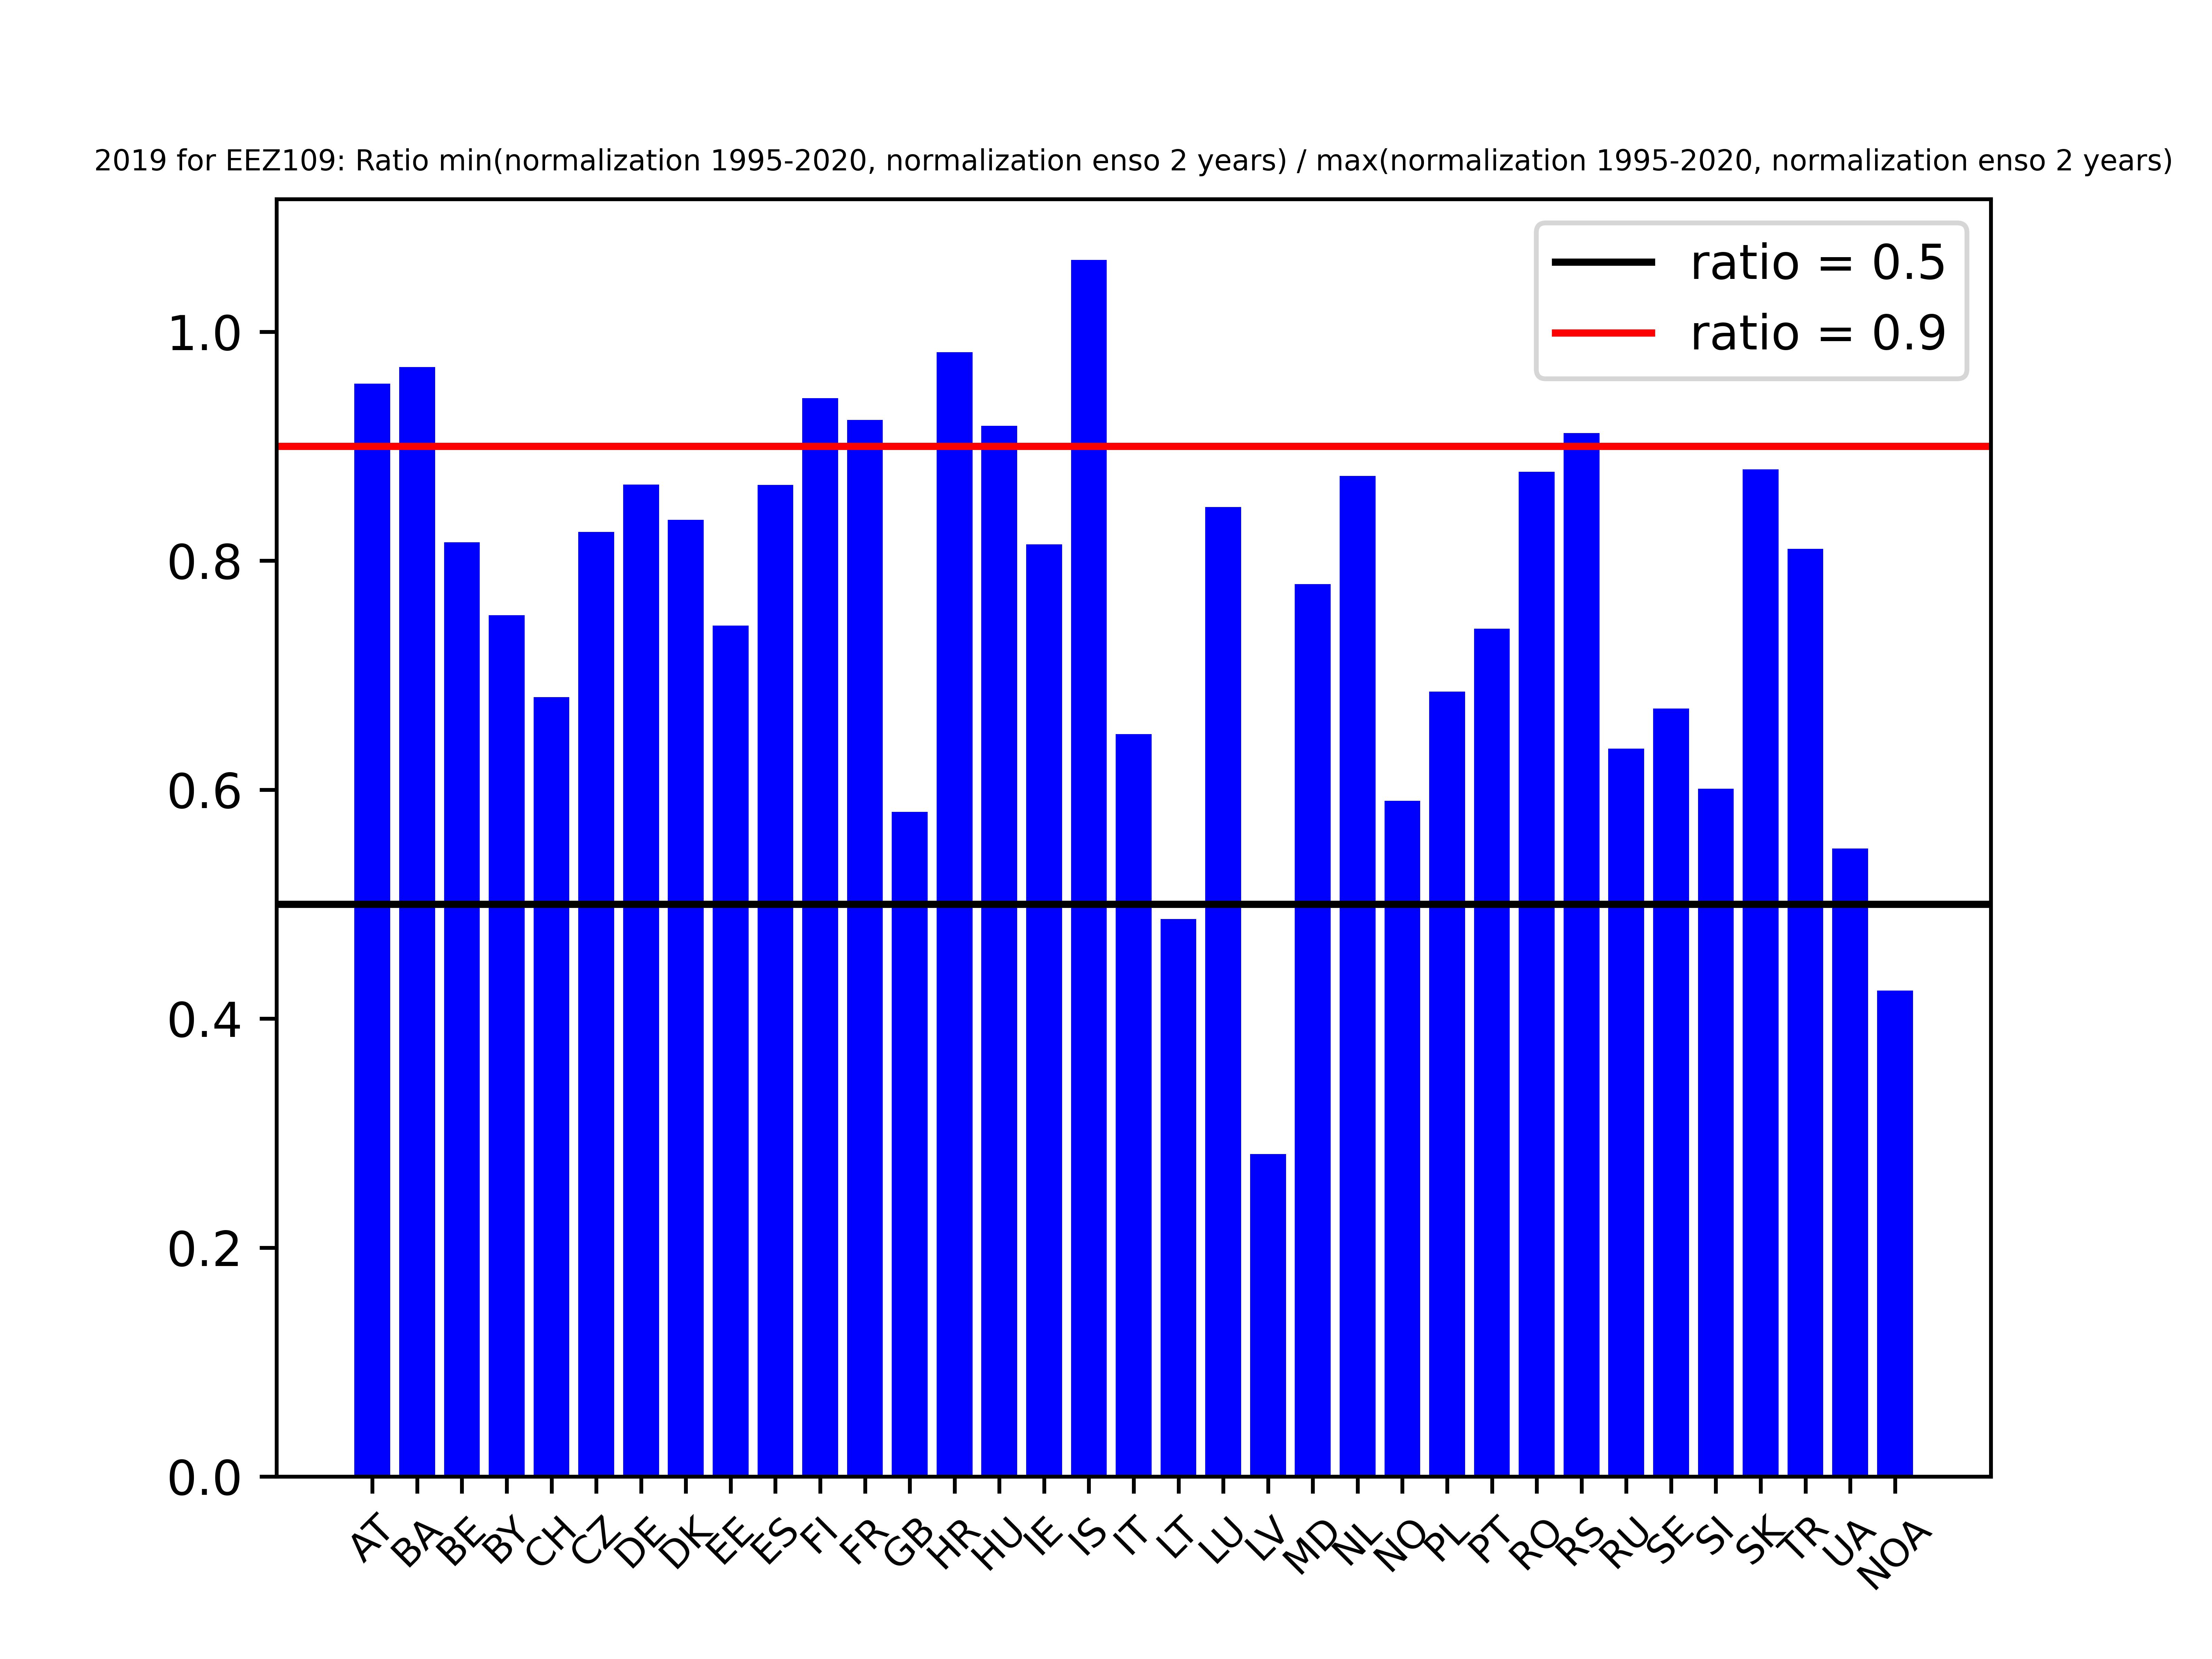 2019 for EEZ109: Ratio min(normalization 1995-2020, normalization enso 2 years) / max(normalization 1995-2020, normalization enso 2 years)
ratio = 0.5
ratio = 0.9
1.0
0.8
0.6
0.4
0.2
0.0
AT BA BE BY CH CZ DE DK EE ES FI FR GB HR HU IE IS IT LT LU LV MD NL NO PL PT RO RS RU SE SI SK TR UA NOA